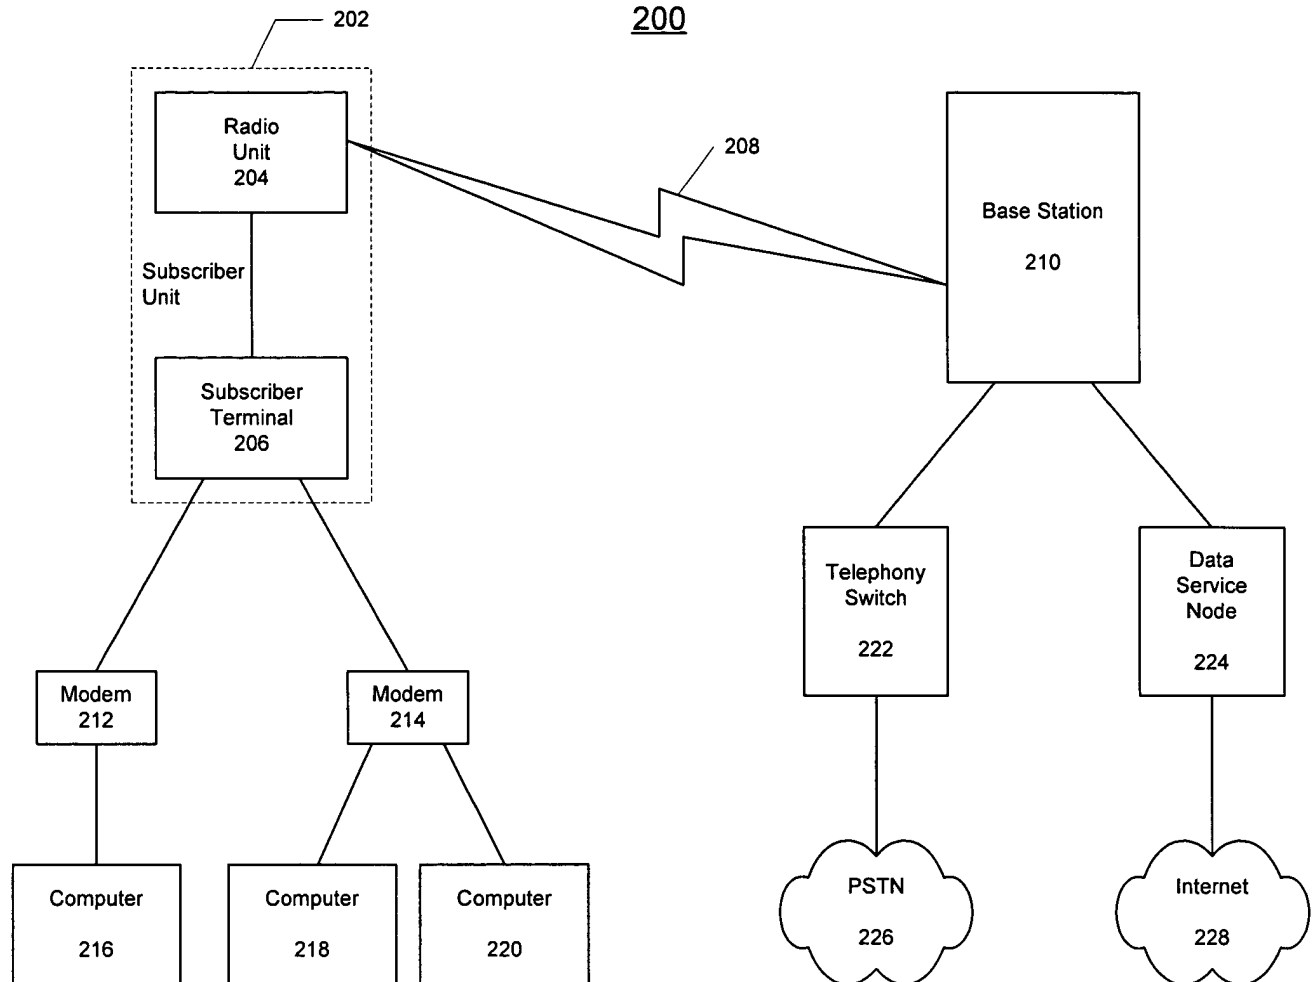 200
202
Radio
Unit
204
208
Base Station
210
Subscriber
Unit
Subscriber
Terminal
206
Telephony
Switch
222
Data
Service
Node
224
Modem
212
Modem
214
Computer
216
Computer
218
Computer
220
PSTN
226
Internet
228